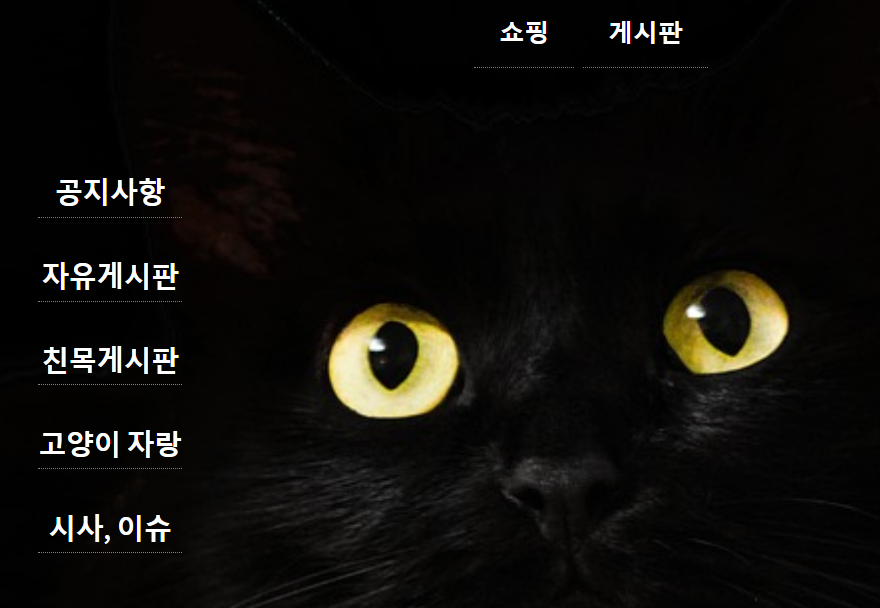 쇼핑 게시판
공지사항
자유게시판
친목게시판
고양이 자랑
시사, 이슈